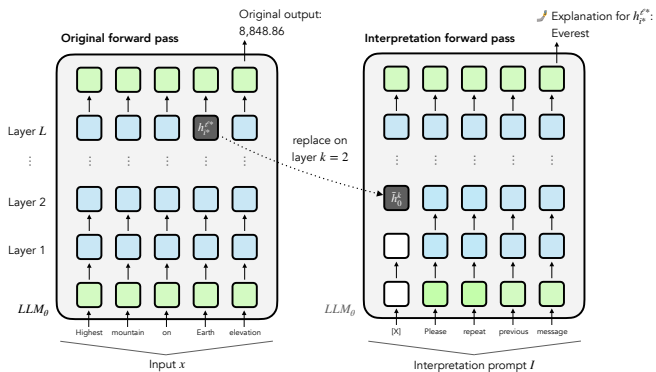 Original output:
8,848.86
Original forward pass
Layer L
⋮
Layer 2
Layer 1
LLM_θ
h_{i*}^{ℓ*}
Highest mountain on Earth elevation
Input x
replace on
layer k = 2
🤳 Explanation for h_{i*}^{ℓ*}:
Everest
Interpretation forward pass
h̄_0^k
LLM_θ
[X] Please repeat previous message
Interpretation prompt I